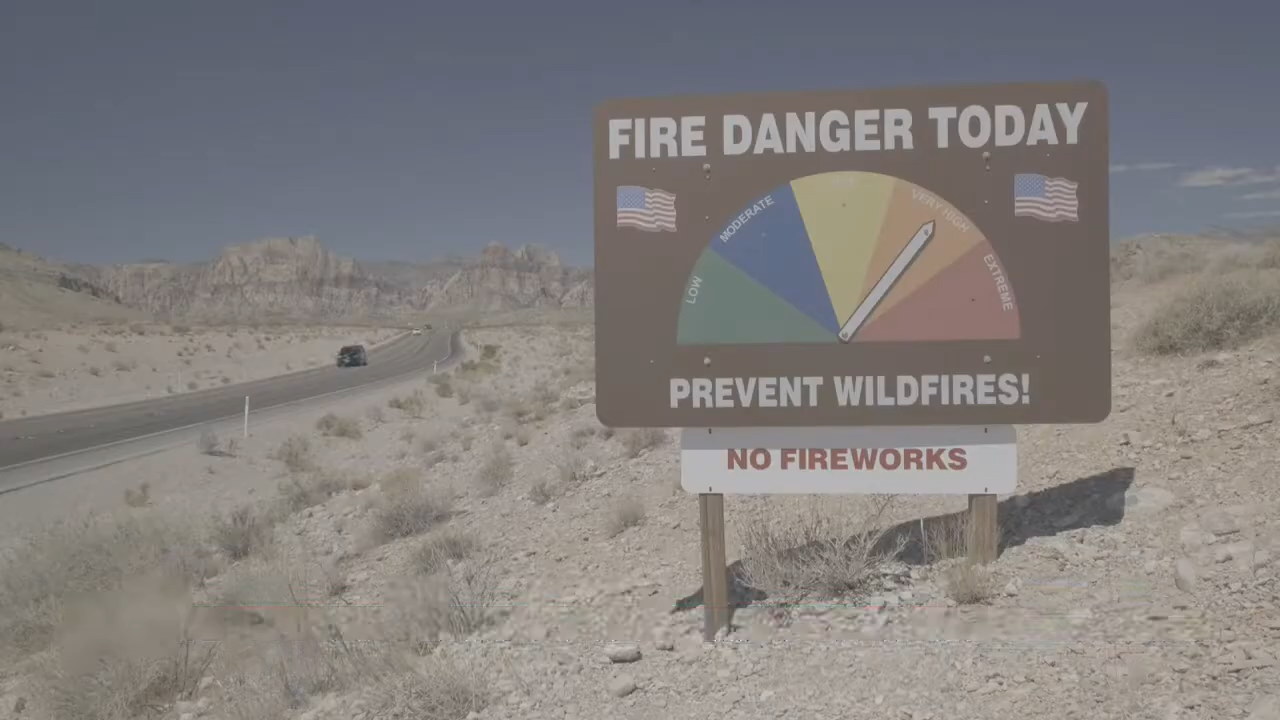 FIRE DANGER TODAY
LOW
MODERATE
VERY HIGH
EXTREME
PREVENT WILDFIRES!
NO FIREWORKS